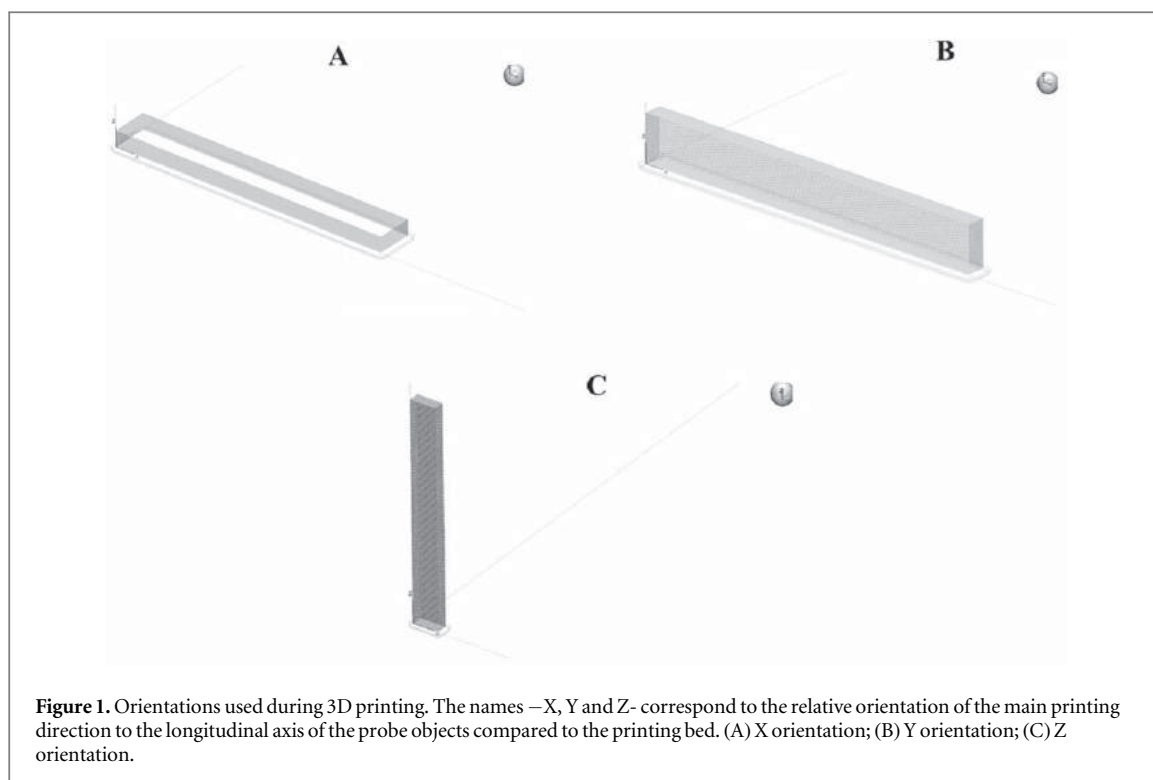 A
B
C
Figure 1. Orientations used during 3D printing. The names −X, Y and Z- correspond to the relative orientation of the main printing
direction to the longitudinal axis of the probe objects compared to the printing bed. (A) X orientation; (B) Y orientation; (C) Z
orientation.